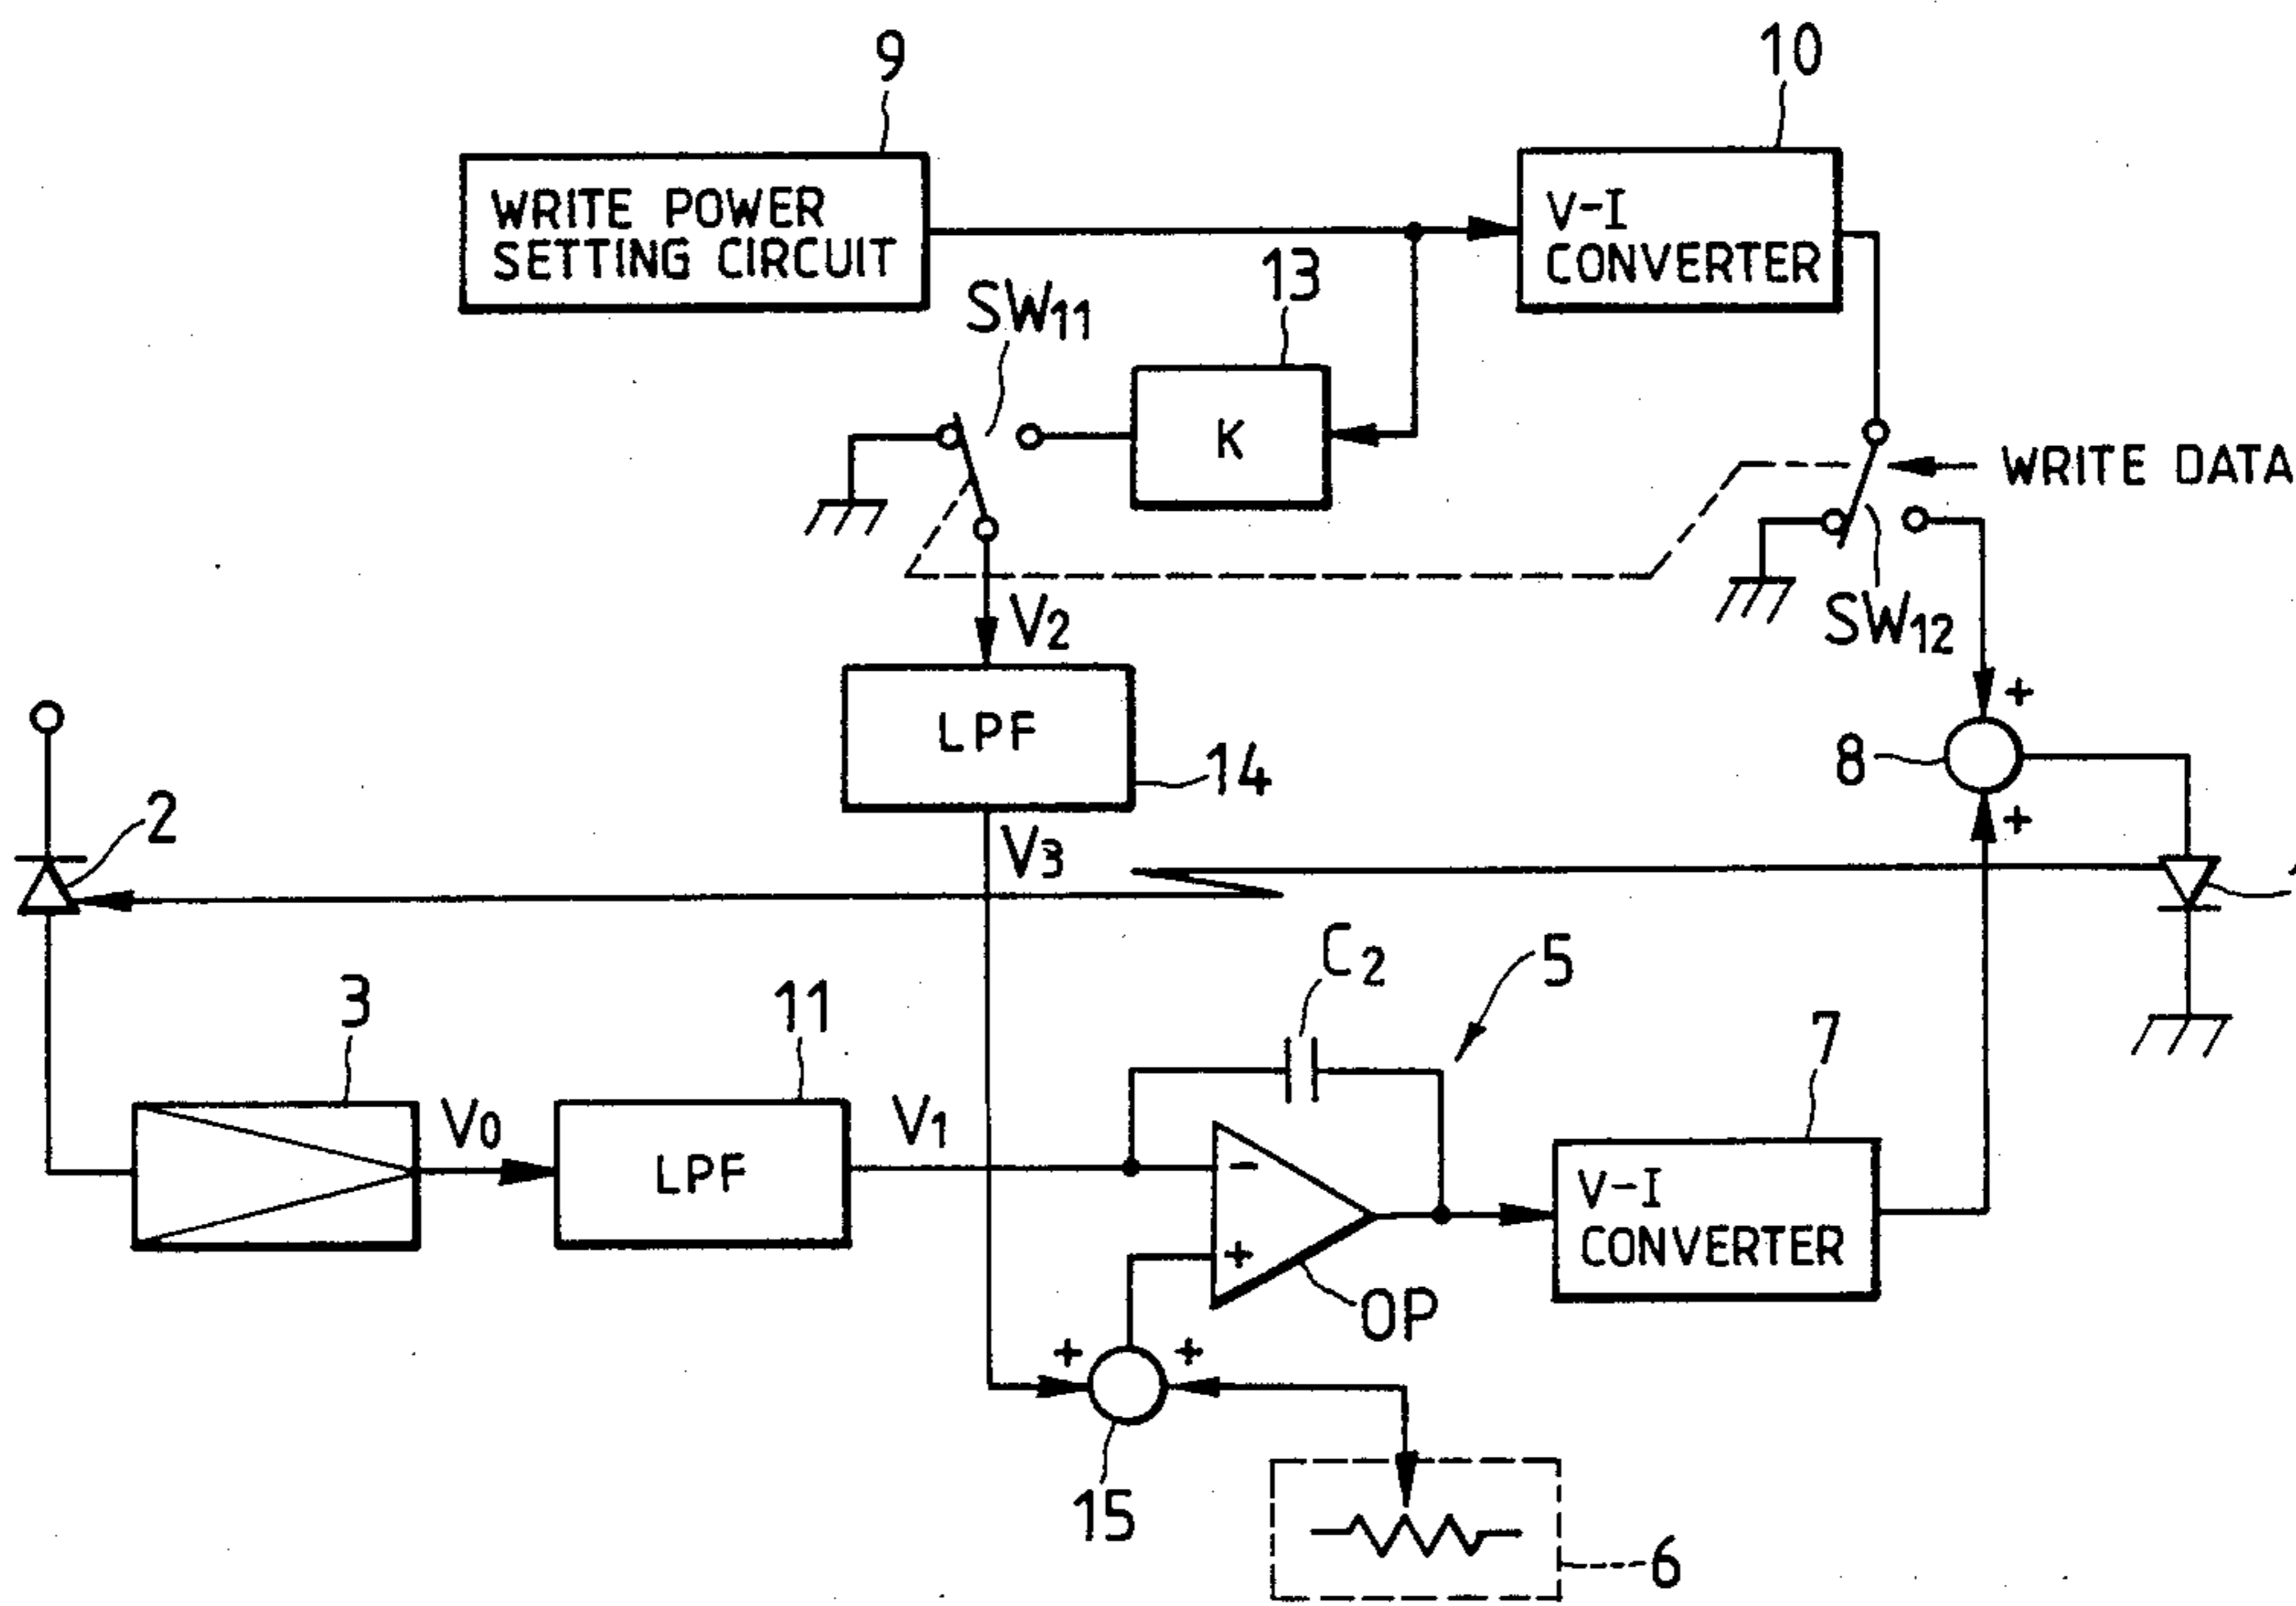 9
10
WRITE POWER
SETTING CIRCUIT
V-I
CONVERTER
13
SW11
K
WRITE DATA
V2
SW12
+
LPF
14
8
+
2
V3
C2
5
3
11
7
V0
V1
LPF
-
+
V-I
CONVERTER
OP
+
+
15
6